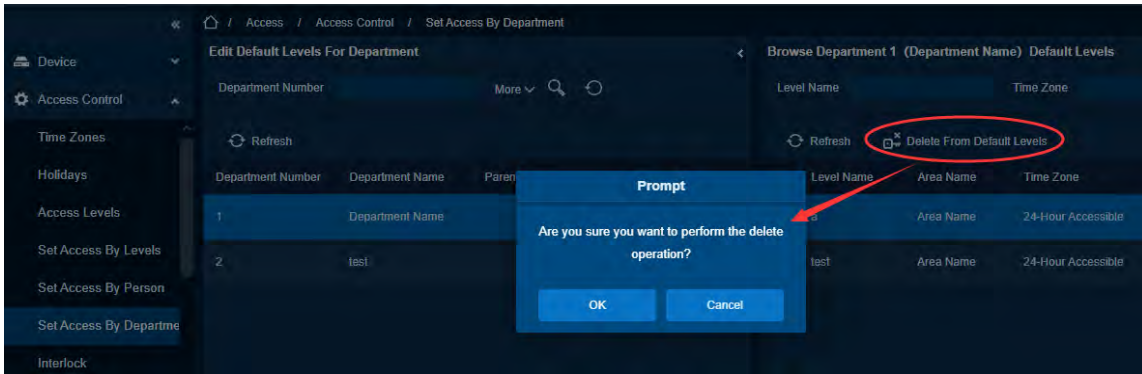 « / Access / Access Control / Set Access By Department
Device
Access Control
Time Zones
Holidays
Access Levels
Set Access By Levels
Set Access By Person
Set Access By Departme
Interlock
Edit Default Levels For Department
Department Number More
Refresh
Department Number Department Name Paren
1 Department Name
2 test
Browse Department 1 (Department Name) Default Levels
Level Name Time Zone
Refresh Delete From Default Levels
Level Name Area Name Time Zone
a Area Name 24-Hour Accessible
test Area Name 24-Hour Accessible
Prompt
Are you sure you want to perform the delete
operation?
OK Cancel